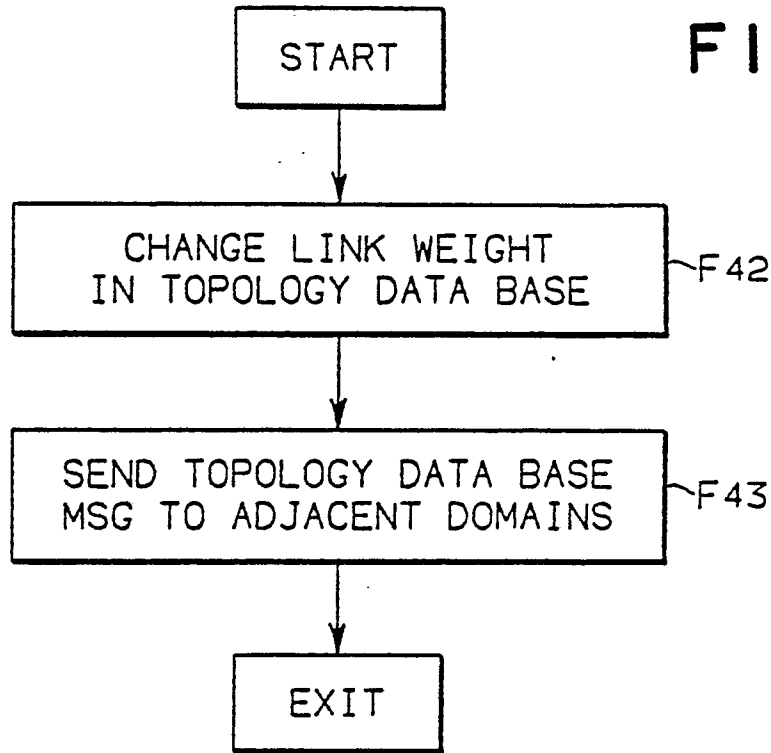 START
FI
CHANGE LINK WEIGHT
IN TOPOLOGY DATA BASE
F42
SEND TOPOLOGY DATA BASE
MSG TO ADJACENT DOMAINS
F43
EXIT